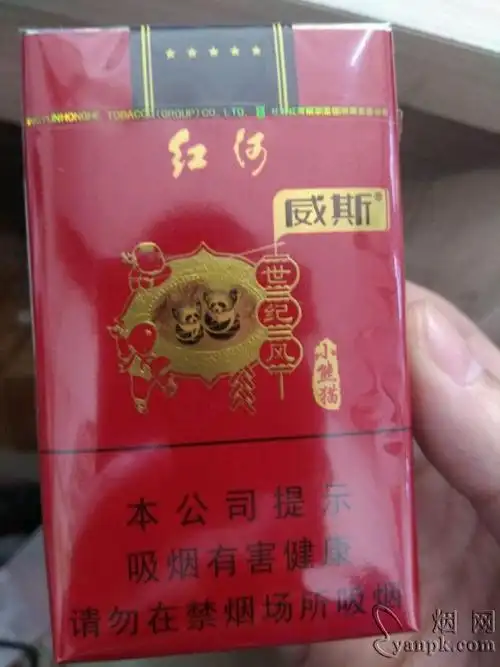 ★★★★★
HONGYUNHONGHE TOBACCO (GROUP) CO., LTD.
红河
威斯
世纪风
小熊猫
本公司提示
吸烟有害健康
请勿在禁烟场所吸烟
烟网
yanpk.com